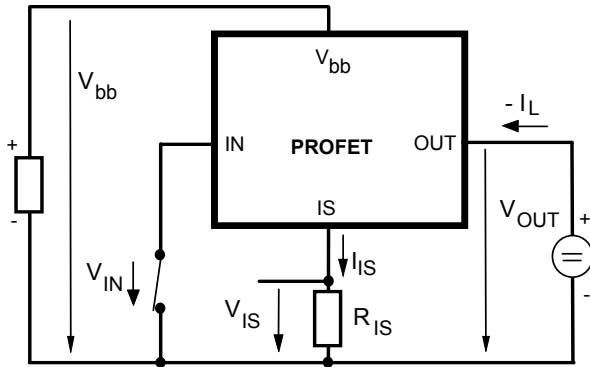 V_bb
V_bb
- I_L
IN
PROFET
OUT
+
IS
V_OUT
+
-
V_IN
I_IS
=
-
V_IS
R_IS